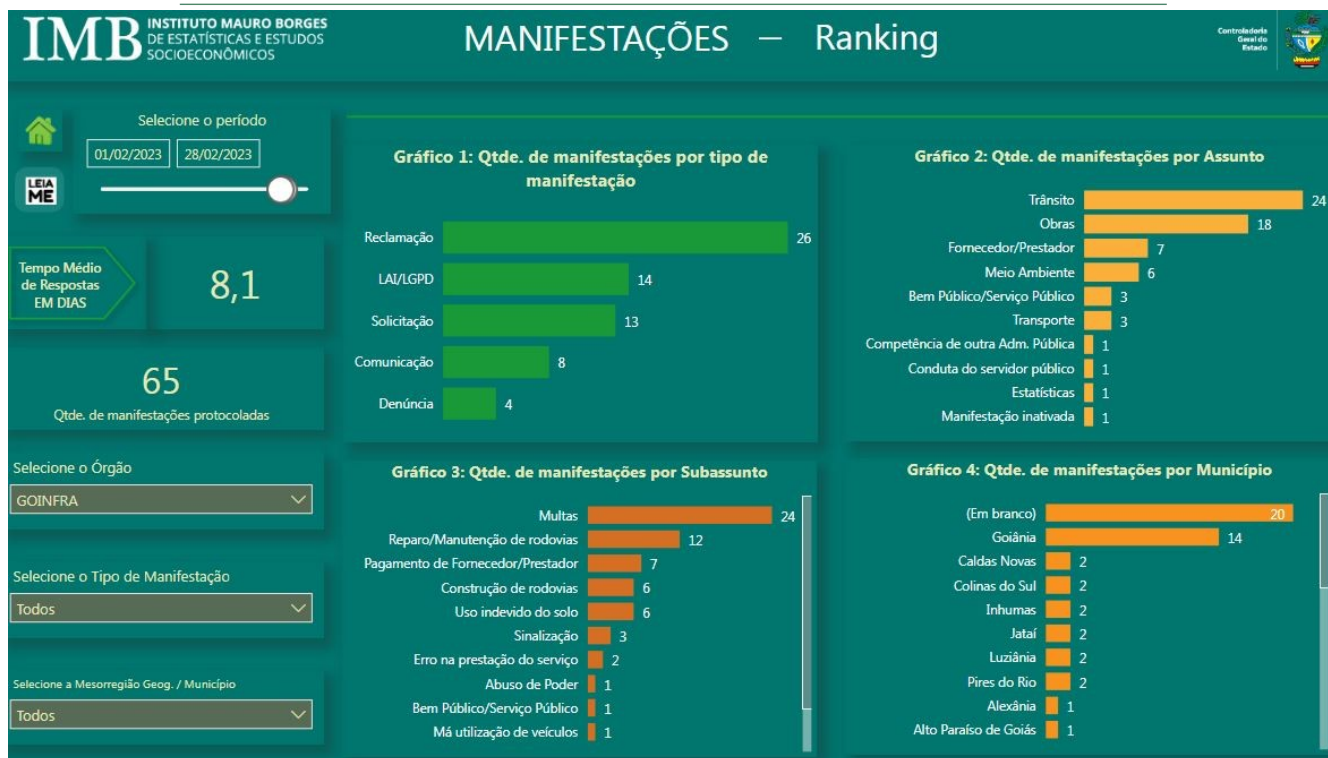 IMB
INSTITUTO MAURO BORGES
DE ESTATÍSTICAS E ESTUDOS
SOCIOECONÔMICOS
MANIFESTAÇÕES — Ranking
Controladoria
Geral do
Estado
Selecione o período
01/02/2023 28/02/2023
LEIA
ME
Tempo Médio
de Respostas
EM DIAS
8,1
65
Qtde. de manifestações protocoladas
Selecione o Órgão
GOINFRA
Selecione o Tipo de Manifestação
Todos
Selecione a Mesorregião Geog. / Município
Todos
Gráfico 1: Qtde. de manifestações por tipo de
manifestação
Reclamação 26
LAI/LGPD 14
Solicitação 13
Comunicação 8
Denúncia 4
Gráfico 2: Qtde. de manifestações por Assunto
Trânsito 24
Obras 18
Fornecedor/Prestador 7
Meio Ambiente 6
Bem Público/Serviço Público 3
Transporte 3
Competência de outra Adm. Pública 1
Conduta do servidor público 1
Estatísticas 1
Manifestação inativada 1
Gráfico 3: Qtde. de manifestações por Subassunto
Multas 24
Reparo/Manutenção de rodovias 12
Pagamento de Fornecedor/Prestador 7
Construção de rodovias 6
Uso indevido do solo 6
Sinalização 3
Erro na prestação do serviço 2
Abuso de Poder 1
Bem Público/Serviço Público 1
Má utilização de veículos 1
Gráfico 4: Qtde. de manifestações por Município
(Em branco) 20
Goiânia 14
Caldas Novas 2
Colinas do Sul 2
Inhumas 2
Jataí 2
Luziânia 2
Pires do Rio 2
Alexânia 1
Alto Paraíso de Goiás 1